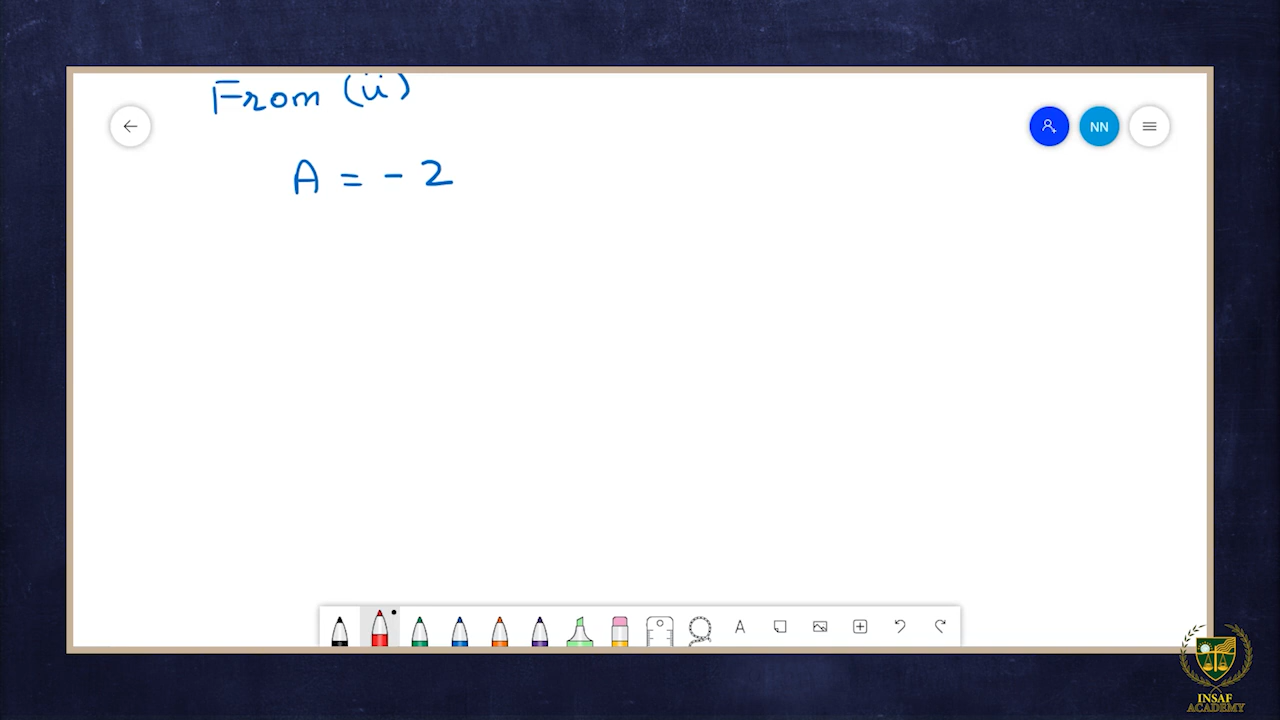 From (ii)
NN
A = - 2
A
INSAF
ACADEMY